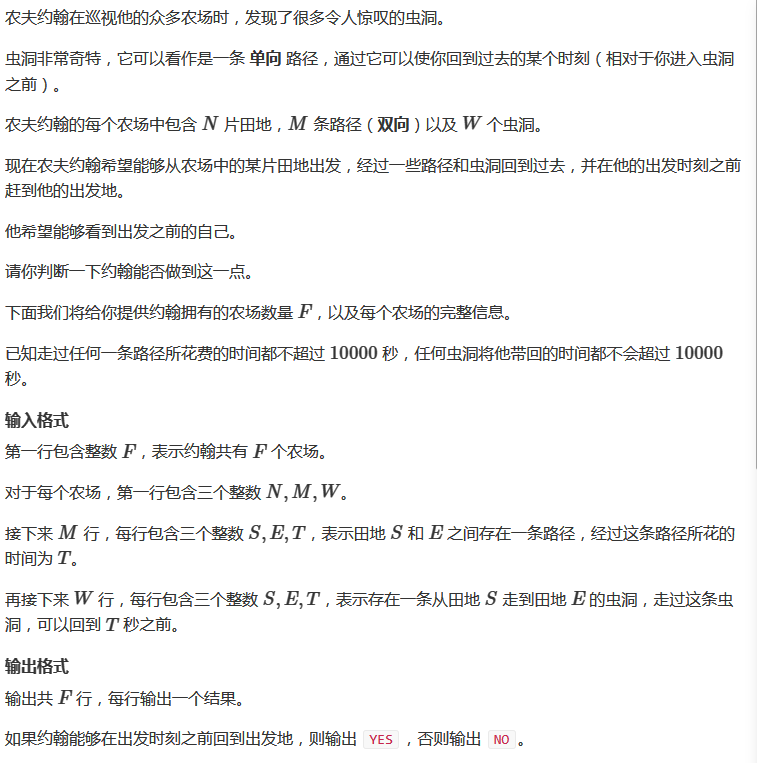 农夫约翰在巡视他的众多农场时，发现了很多令人惊叹的虫洞。
虫洞非常奇特，它可以看作是一条 单向 路径，通过它可以使你回到过去的某个时刻（相对于你进入虫洞
之前）。
农夫约翰的每个农场中包含 N 片田地，M 条路径（双向）以及 W 个虫洞。
现在农夫约翰希望能够从农场中的某片田地出发，经过一些路径和虫洞回到过去，并在他的出发时刻之前
赶到他的出发地。
他希望能够看到出发之前的自己。
请你判断一下约翰能否做到这一点。
下面我们将给你提供约翰拥有的农场数量 F，以及每个农场的完整信息。
已知走过任何一条路径所花费的时间都不超过 10000 秒，任何虫洞将他带回的时间都不会超过 10000
秒。
输入格式
第一行包含整数 F，表示约翰共有 F 个农场。
对于每个农场，第一行包含三个整数 N, M, W。
接下来 M 行，每行包含三个整数 S, E, T，表示田地 S 和 E 之间存在一条路径，经过这条路径所花的
时间为 T。
再接下来 W 行，每行包含三个整数 S, E, T，表示存在一条从田地 S 走到田地 E 的虫洞，走过这条虫
洞，可以回到 T 秒之前。
输出格式
输出共 F 行，每行输出一个结果。
如果约翰能够在出发时刻之前回到出发地，则输出 YES ，否则输出 NO 。